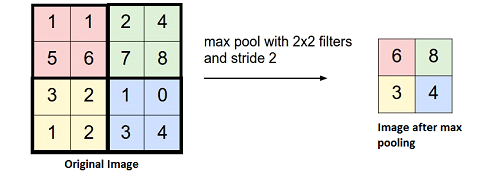 1 1 2 4
5 6 7 8
3 2 1 0
1 2 3 4
Original Image
max pool with 2x2 filters
and stride 2
6 8
3 4
Image after max
pooling